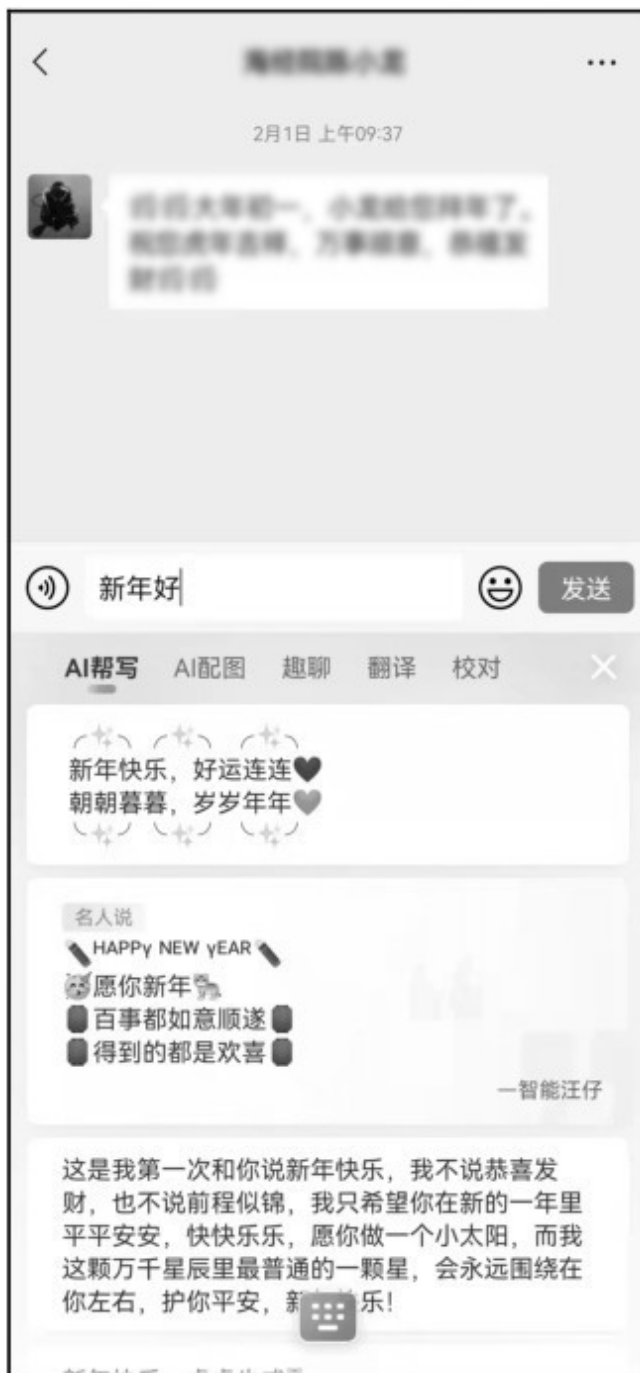 2月1日 上午09:37
新年好
发送
AI帮写 AI配图 趣聊 翻译 校对
新年快乐，好运连连🖤
朝朝暮暮，岁岁年年🩶
名人说
🧨HAPPy NEW yEAR🧨
🥳愿你新年🐅
🧧百事都如意顺遂🧧
🧧得到的都是欢喜🧧
—智能汪仔
这是我第一次和你说新年快乐，我不说恭喜发
财，也不说前程似锦，我只希望你在新的一年里
平平安安，快快乐乐，愿你做一个小太阳，而我
这颗万千星辰里最普通的一颗星，会永远围绕在
你左右，护你平安，新 乐！